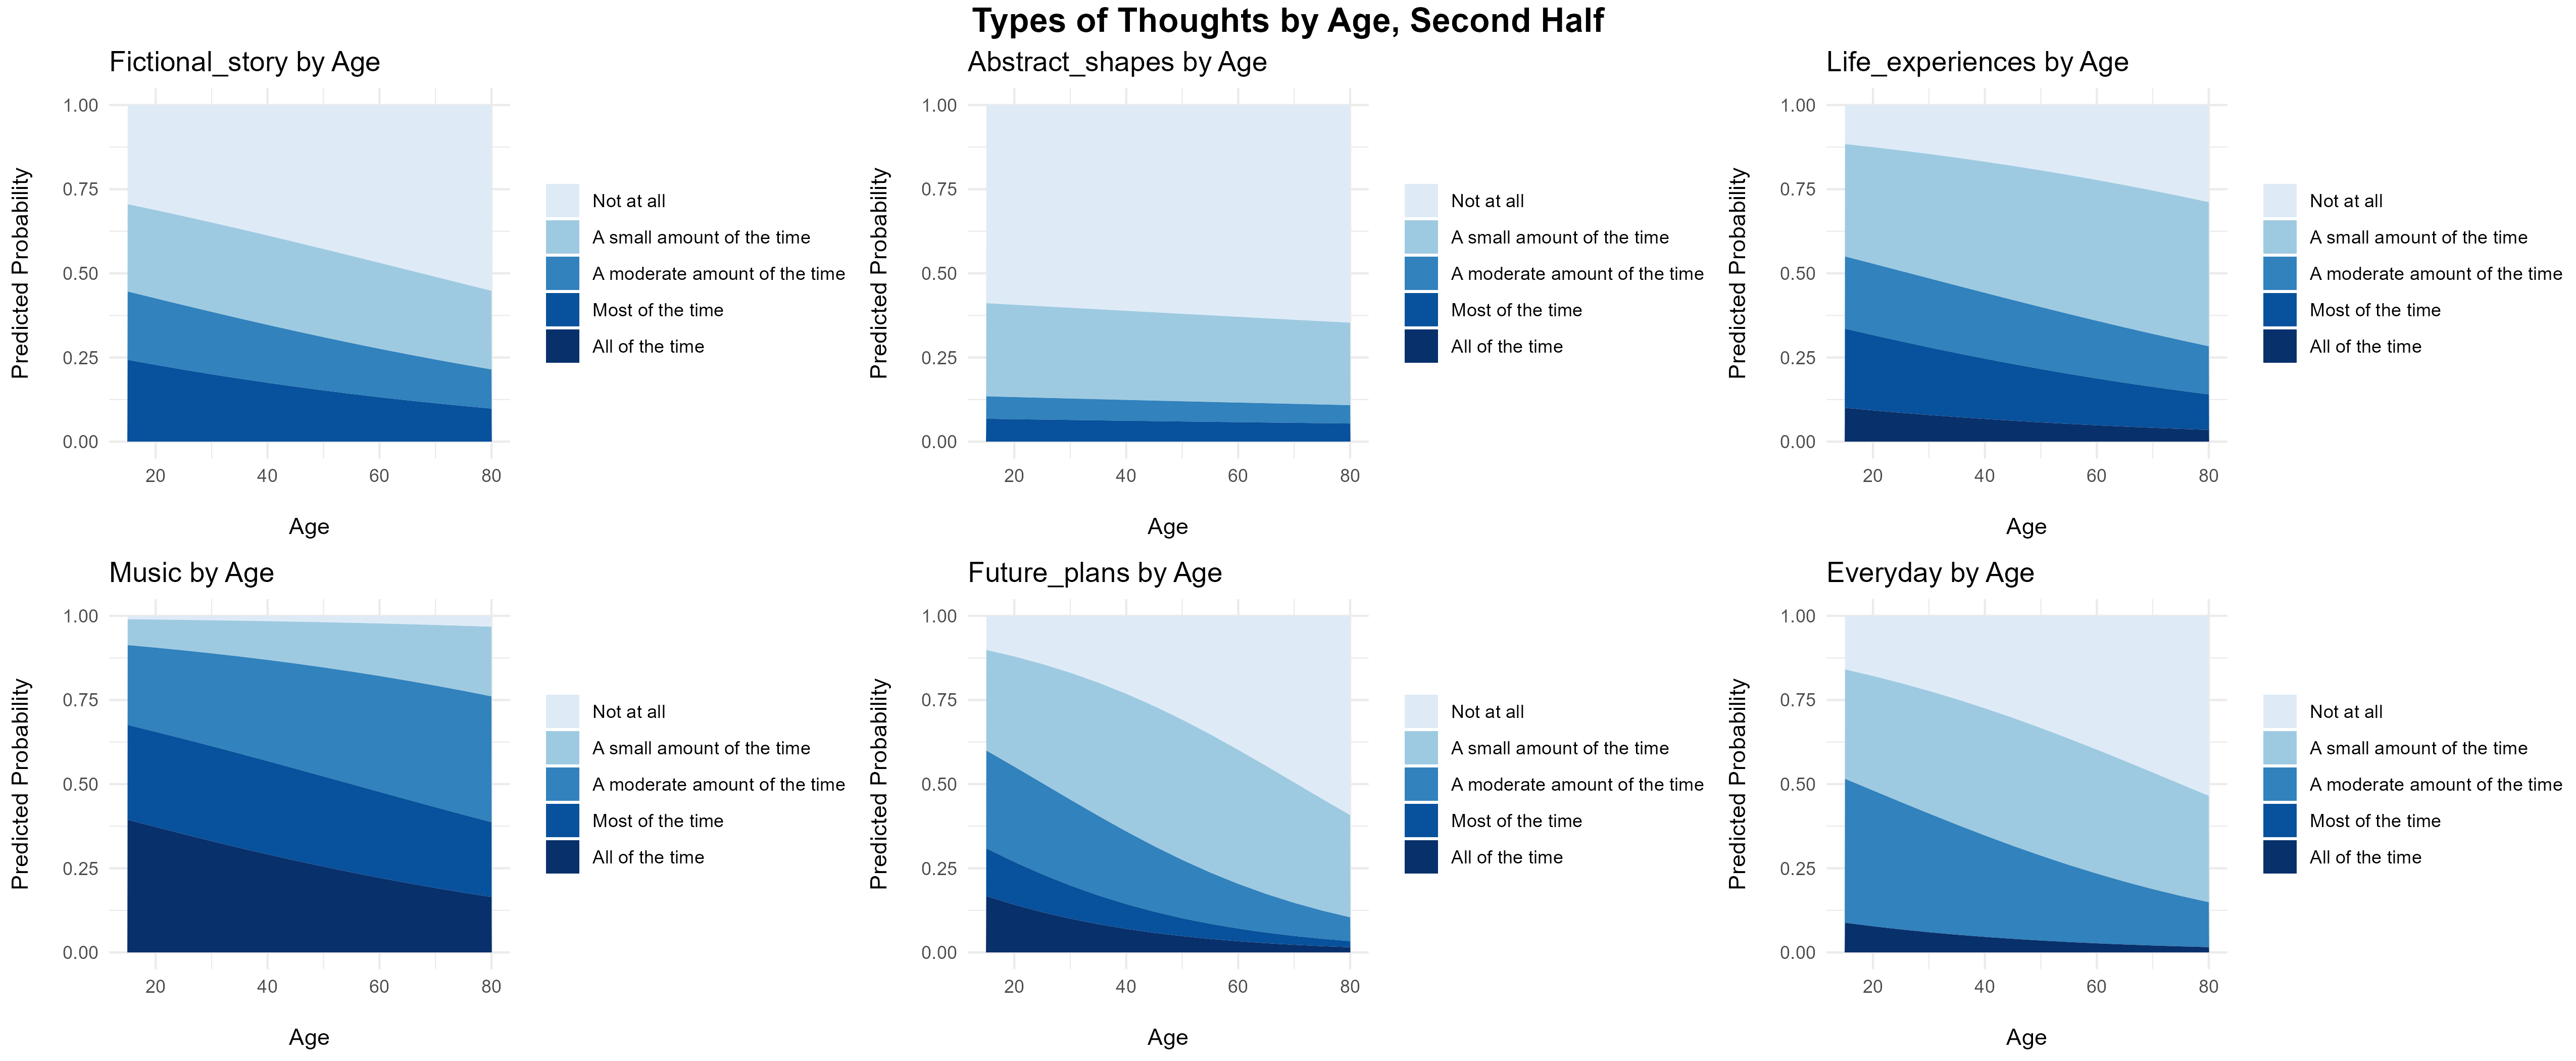 Types of Thoughts by Age, Second Half
Fictional_story by Age
Predicted Probability
1.00
0.75
0.50
0.25
0.00
20 40 60 80
Age
Not at all
A small amount of the time
A moderate amount of the time
Most of the time
All of the time
Abstract_shapes by Age
Predicted Probability
1.00
0.75
0.50
0.25
0.00
20 40 60 80
Age
Not at all
A small amount of the time
A moderate amount of the time
Most of the time
All of the time
Life_experiences by Age
Predicted Probability
1.00
0.75
0.50
0.25
0.00
20 40 60 80
Age
Not at all
A small amount of the time
A moderate amount of the time
Most of the time
All of the time
Music by Age
Predicted Probability
1.00
0.75
0.50
0.25
0.00
20 40 60 80
Age
Not at all
A small amount of the time
A moderate amount of the time
Most of the time
All of the time
Future_plans by Age
Predicted Probability
1.00
0.75
0.50
0.25
0.00
20 40 60 80
Age
Not at all
A small amount of the time
A moderate amount of the time
Most of the time
All of the time
Everyday by Age
Predicted Probability
1.00
0.75
0.50
0.25
0.00
20 40 60 80
Age
Not at all
A small amount of the time
A moderate amount of the time
Most of the time
All of the time